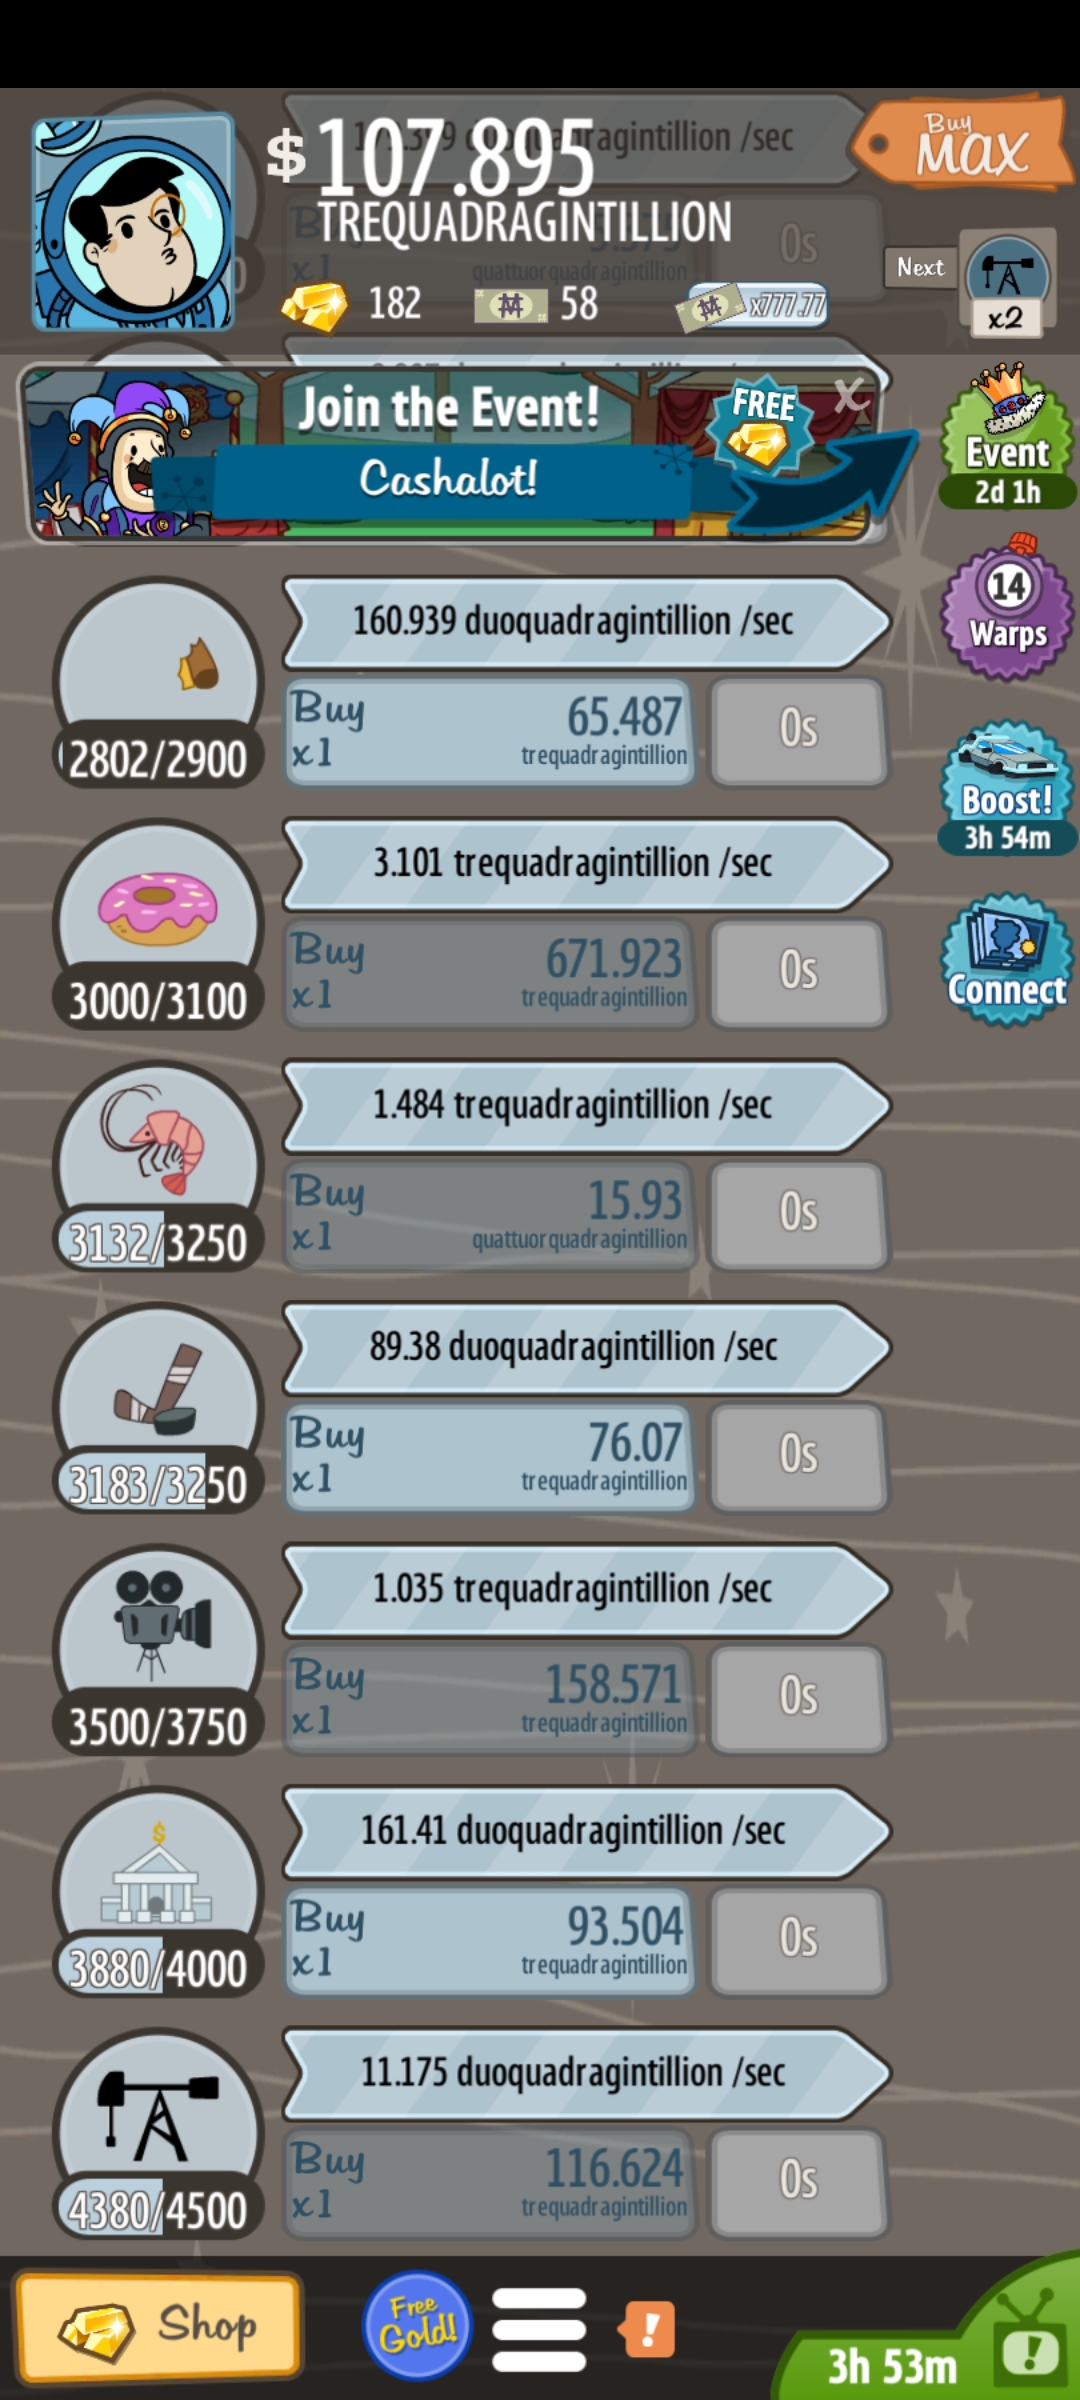 $107.895
TREQUADRAGINTILLION
Buy
MAX
duoquadragintillion /sec
x1
quattuorquadragintillion
0s
182
58
x777.77
Next
x2
Join the Event!
Cashalot!
FREE
X
Event
2d 1h
14
Warps
Boost!
3h 54m
Connect
160.939 duoquadragintillion /sec
Buy
x1
65.487
trequadragintillion
0s
2802/2900
3.101 trequadragintillion /sec
Buy
x1
671.923
trequadragintillion
0s
3000/3100
1.484 trequadragintillion /sec
Buy
x1
15.93
quattuorquadragintillion
0s
3132/3250
89.38 duoquadragintillion /sec
Buy
x1
76.07
trequadragintillion
0s
3183/3250
1.035 trequadragintillion /sec
Buy
x1
158.571
trequadragintillion
0s
3500/3750
$
161.41 duoquadragintillion /sec
Buy
x1
93.504
trequadragintillion
0s
3880/4000
11.175 duoquadragintillion /sec
Buy
x1
116.624
trequadragintillion
0s
4380/4500
Shop
Free
Gold!
!
3h 53m
!